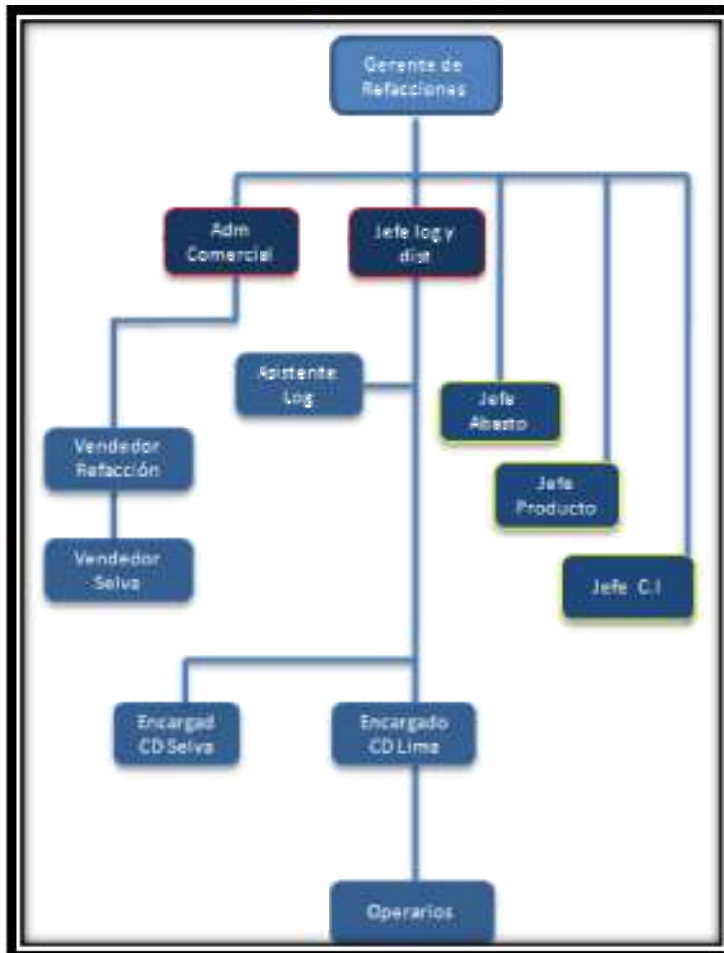 Gerente de
Refacciones
Adm
Comercial
Jefe log y
dist
Asistente
Log
Jefe
Abasto
Vendedor
Refacción
Jefe
Producto
Vendedor
Selva
Jefe C.I
Encargad
CD Selva
Encargado
CD Lima
Operarios